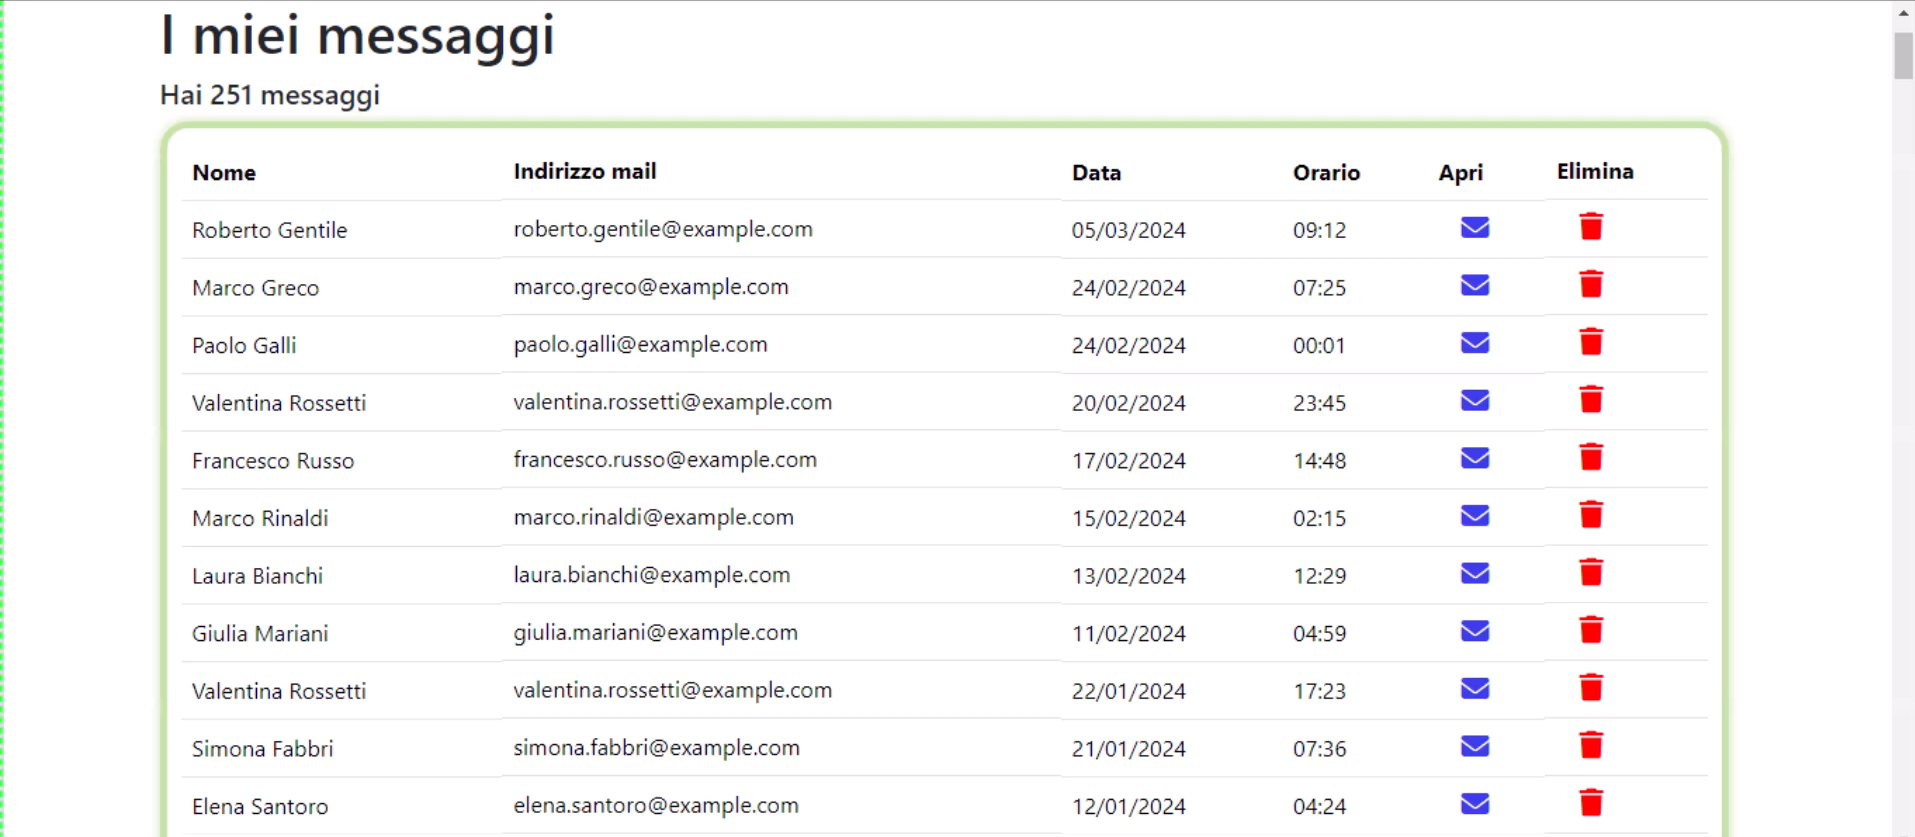 I miei messaggi
Hai 251 messaggi
Nome Indirizzo mail Data Orario Apri Elimina
Roberto Gentile roberto.gentile@example.com 05/03/2024 09:12
Marco Greco marco.greco@example.com 24/02/2024 07:25
Paolo Galli paolo.galli@example.com 24/02/2024 00:01
Valentina Rossetti valentina.rossetti@example.com 20/02/2024 23:45
Francesco Russo francesco.russo@example.com 17/02/2024 14:48
Marco Rinaldi marco.rinaldi@example.com 15/02/2024 02:15
Laura Bianchi laura.bianchi@example.com 13/02/2024 12:29
Giulia Mariani giulia.mariani@example.com 11/02/2024 04:59
Valentina Rossetti valentina.rossetti@example.com 22/01/2024 17:23
Simona Fabbri simona.fabbri@example.com 21/01/2024 07:36
Elena Santoro elena.santoro@example.com 12/01/2024 04:24